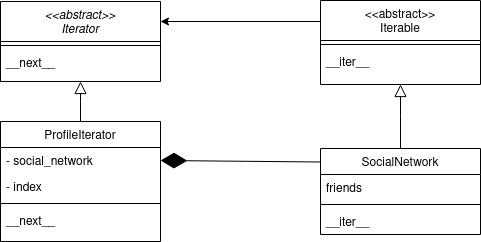 <<abstract>>
Iterator
__next__
<<abstract>>
Iterable
__iter__
ProfileIterator
- social_network
- index
__next__
SocialNetwork
friends
__iter__